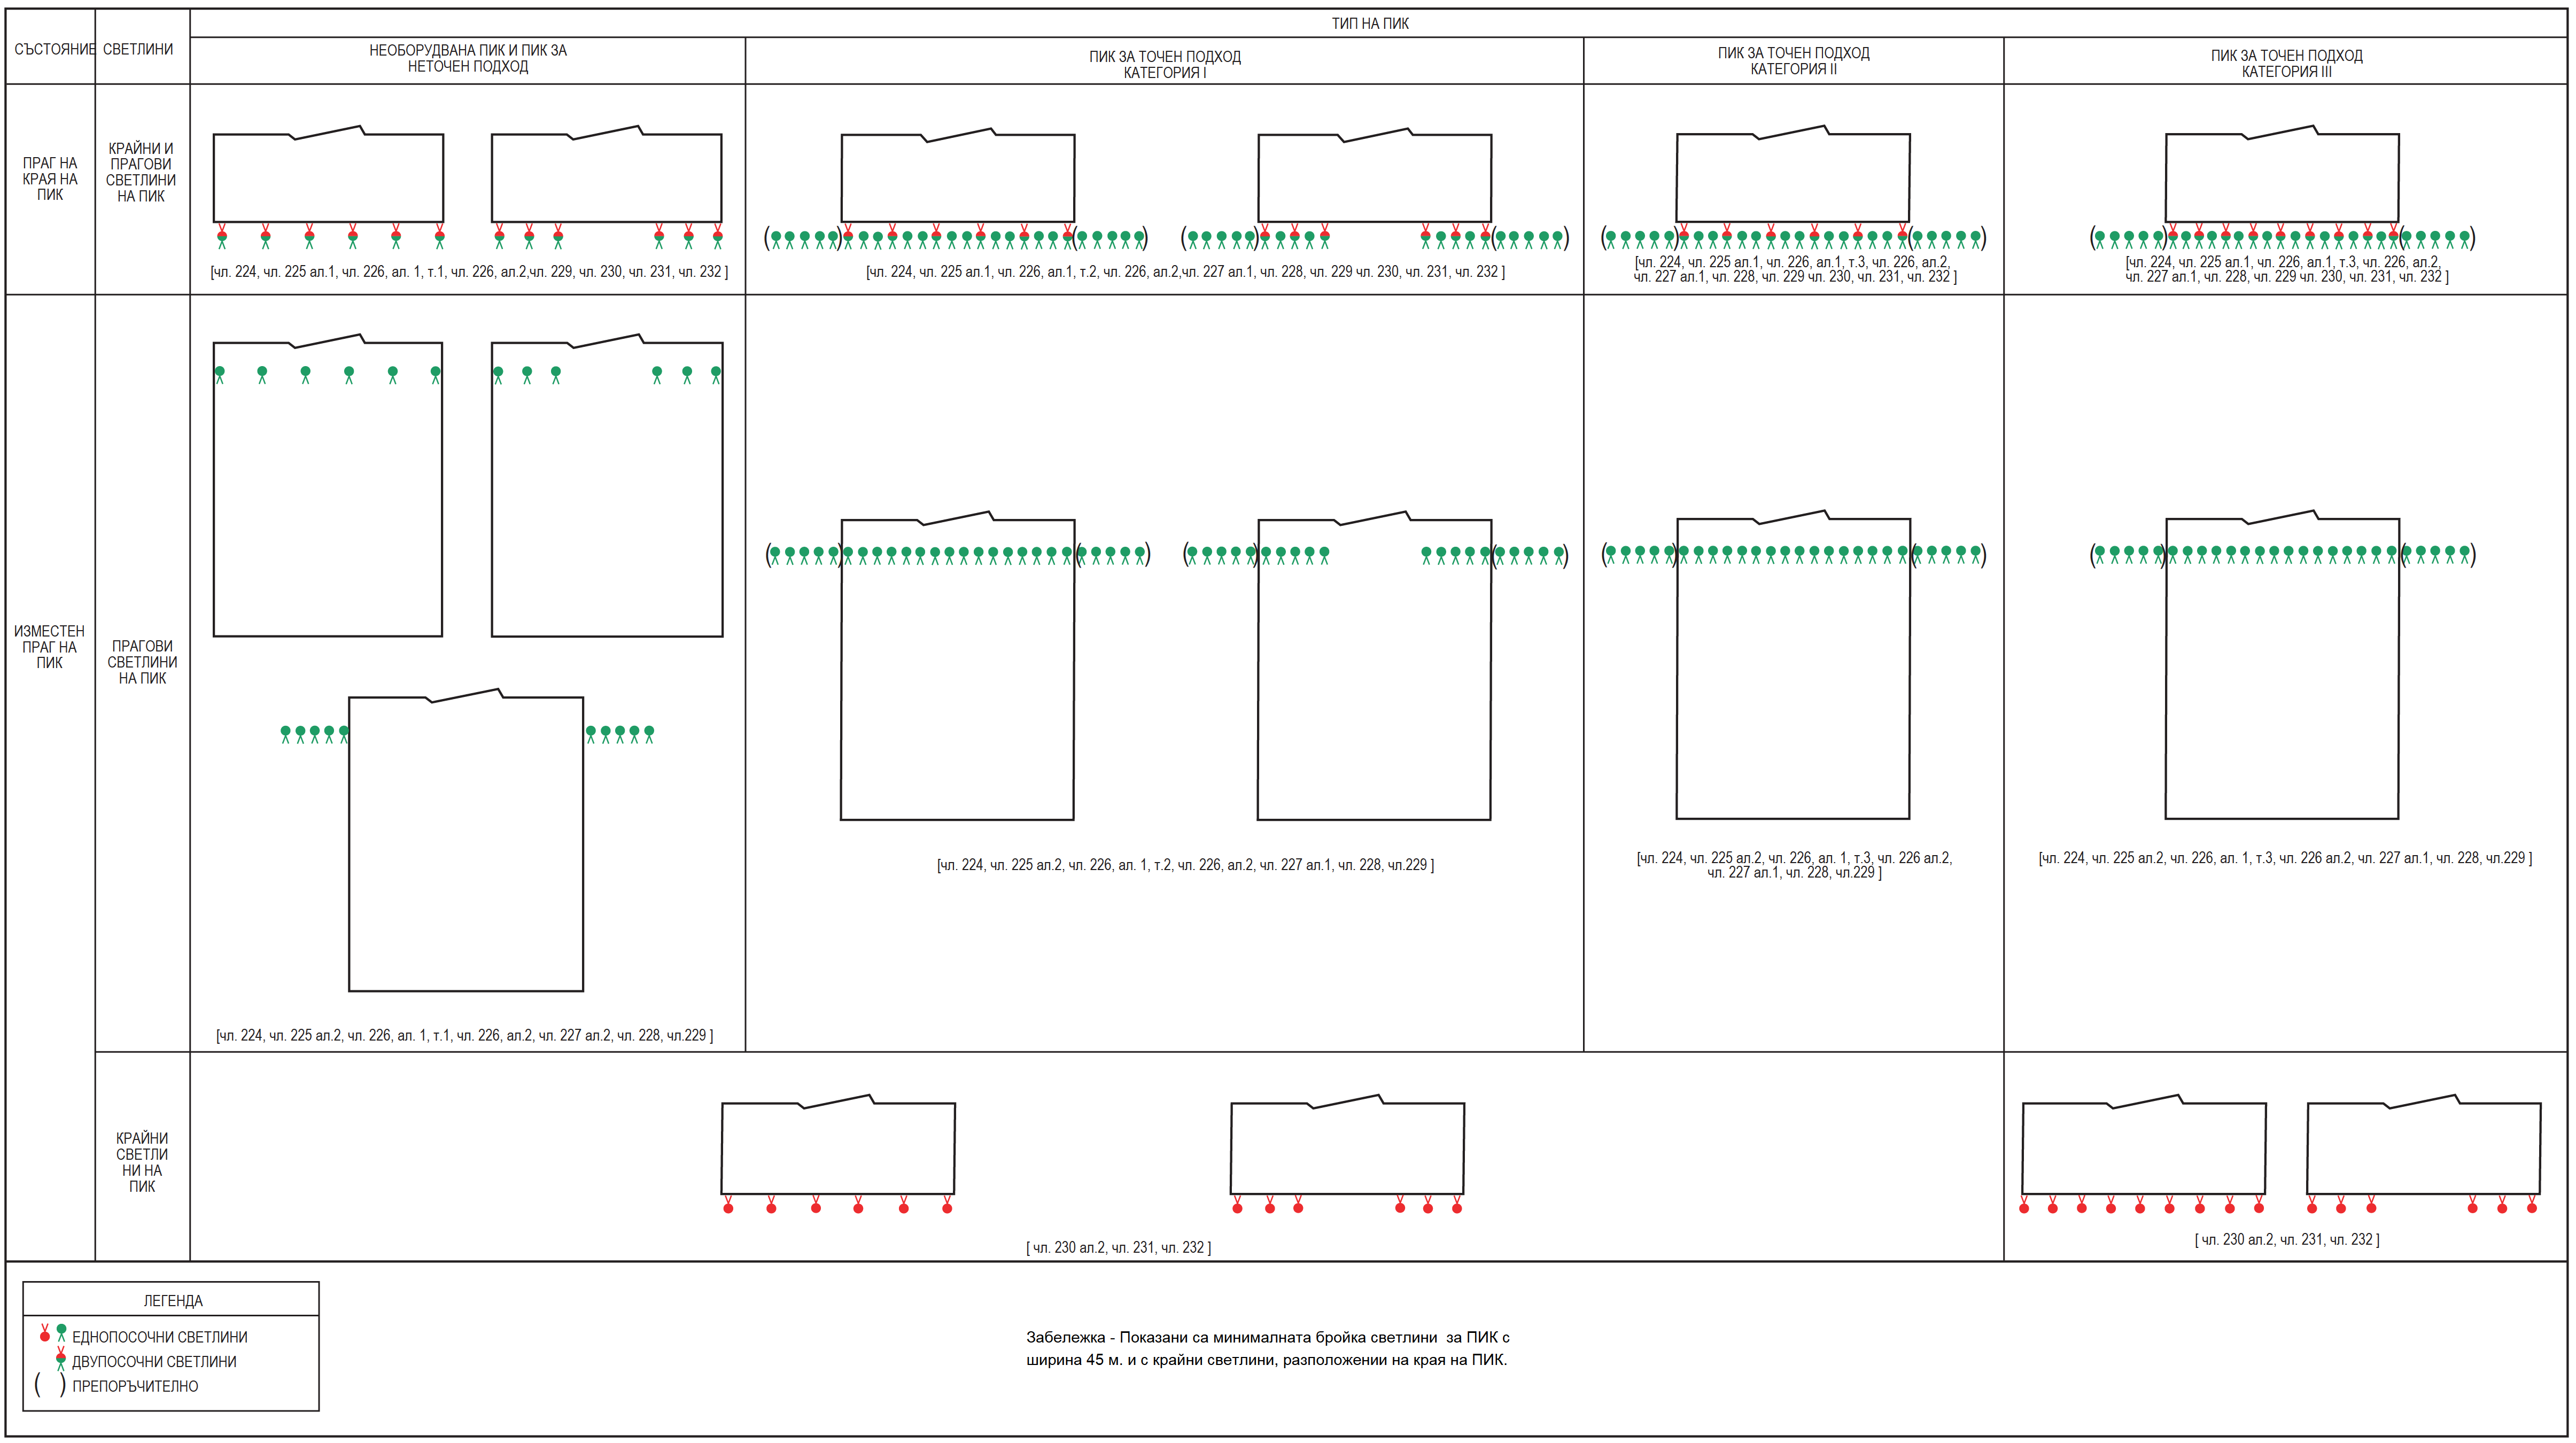 ТИП НА ПИК
СЪСТОЯНИЕ
СВЕТЛИНИ
НЕОБОРУДВАНА ПИК И ПИК ЗА
НЕТОЧЕН ПОДХОД
ПИК ЗА ТОЧЕН ПОДХОД
КАТЕГОРИЯ I
ПИК ЗА ТОЧЕН ПОДХОД
КАТЕГОРИЯ II
ПИК ЗА ТОЧЕН ПОДХОД
КАТЕГОРИЯ III
ПРАГ НА
КРАЯ НА
ПИК
КРАЙНИ И
ПРАГОВИ
СВЕТЛИНИ
НА ПИК
[чл. 224, чл. 225 ал.1, чл. 226, ал. 1, т.1, чл. 226, ал.2,чл. 229, чл. 230, чл. 231, чл. 232 ]
[чл. 224, чл. 225 ал.1, чл. 226, ал.1, т.2, чл. 226, ал.2,чл. 227 ал.1, чл. 228, чл. 229 чл. 230, чл. 231, чл. 232 ]
[чл. 224, чл. 225 ал.1, чл. 226, ал.1, т.3, чл. 226, ал.2,
чл. 227 ал.1, чл. 228, чл. 229 чл. 230, чл. 231, чл. 232 ]
[чл. 224, чл. 225 ал.1, чл. 226, ал.1, т.3, чл. 226, ал.2,
чл. 227 ал.1, чл. 228, чл. 229 чл. 230, чл. 231, чл. 232 ]
ИЗМЕСТЕН
ПРАГ НА
ПИК
ПРАГОВИ
СВЕТЛИНИ
НА ПИК
[чл. 224, чл. 225 ал.2, чл. 226, ал. 1, т.1, чл. 226, ал.2, чл. 227 ал.2, чл. 228, чл.229 ]
[чл. 224, чл. 225 ал.2, чл. 226, ал. 1, т.2, чл. 226, ал.2, чл. 227 ал.1, чл. 228, чл.229 ]
[чл. 224, чл. 225 ал.2, чл. 226, ал. 1, т.3, чл. 226 ал.2,
чл. 227 ал.1, чл. 228, чл.229 ]
[чл. 224, чл. 225 ал.2, чл. 226, ал. 1, т.3, чл. 226 ал.2, чл. 227 ал.1, чл. 228, чл.229 ]
КРАЙНИ
СВЕТЛИ
НИ НА
ПИК
[ чл. 230 ал.2, чл. 231, чл. 232 ]
[ чл. 230 ал.2, чл. 231, чл. 232 ]
ЛЕГЕНДА
ЕДНОПОСОЧНИ СВЕТЛИНИ
ДВУПОСОЧНИ СВЕТЛИНИ
( ) ПРЕПОРЪЧИТЕЛНО
Забележка - Показани са минималната бройка светлини за ПИК с
ширина 45 м. и с крайни светлини, разположении на края на ПИК.